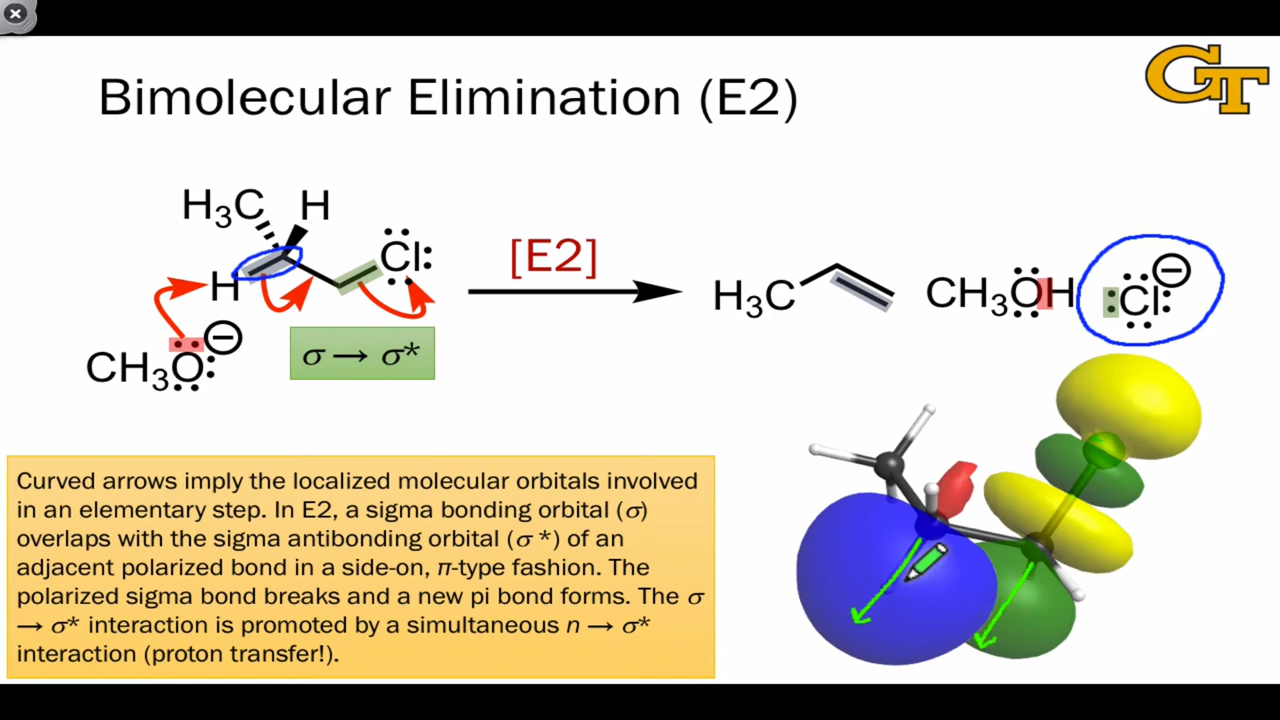 Bimolecular Elimination (E2)
GT
H₃C H
Cl
H
[E2]
H₃C
CH₃OH
Cl
CH₃O
σ → σ*
Curved arrows imply the localized molecular orbitals involved
in an elementary step. In E2, a sigma bonding orbital (σ)
overlaps with the sigma antibonding orbital (σ *) of an
adjacent polarized bond in a side-on, π-type fashion. The
polarized sigma bond breaks and a new pi bond forms. The σ
→ σ* interaction is promoted by a simultaneous n → σ*
interaction (proton transfer!).